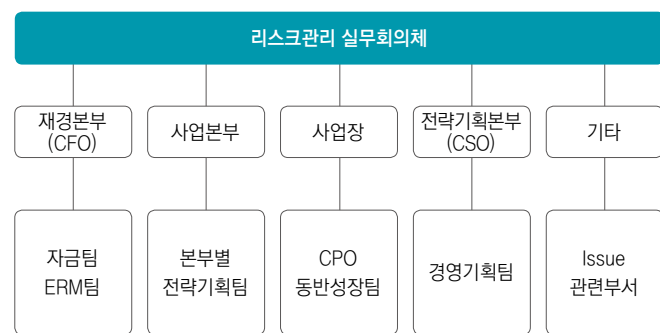 리스크관리 실무회의체
재경본부
(CFO)
사업본부
사업장
전략기획본부
(CSO)
기타
자금팀
ERM팀
본부별
전략기획팀
CPO
동반성장팀
경영기획팀
Issue
관련부서